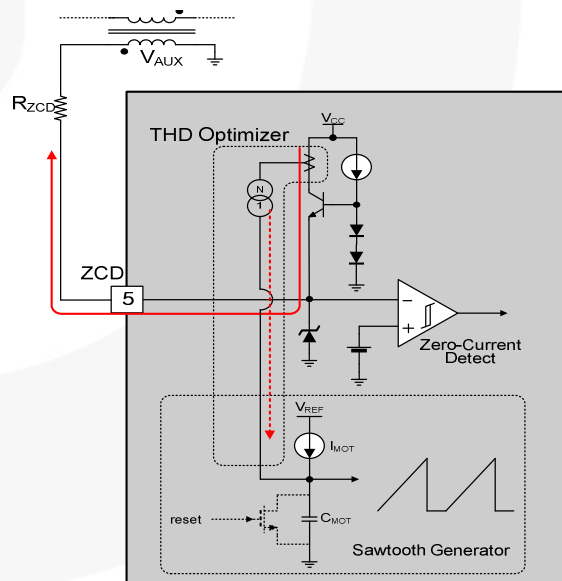 VAUX
RZCD
THD Optimizer
VCC
N
1
ZCD
5
−
+
Zero-Current
Detect
VREF
IMOT
reset
CMOT
Sawtooth Generator